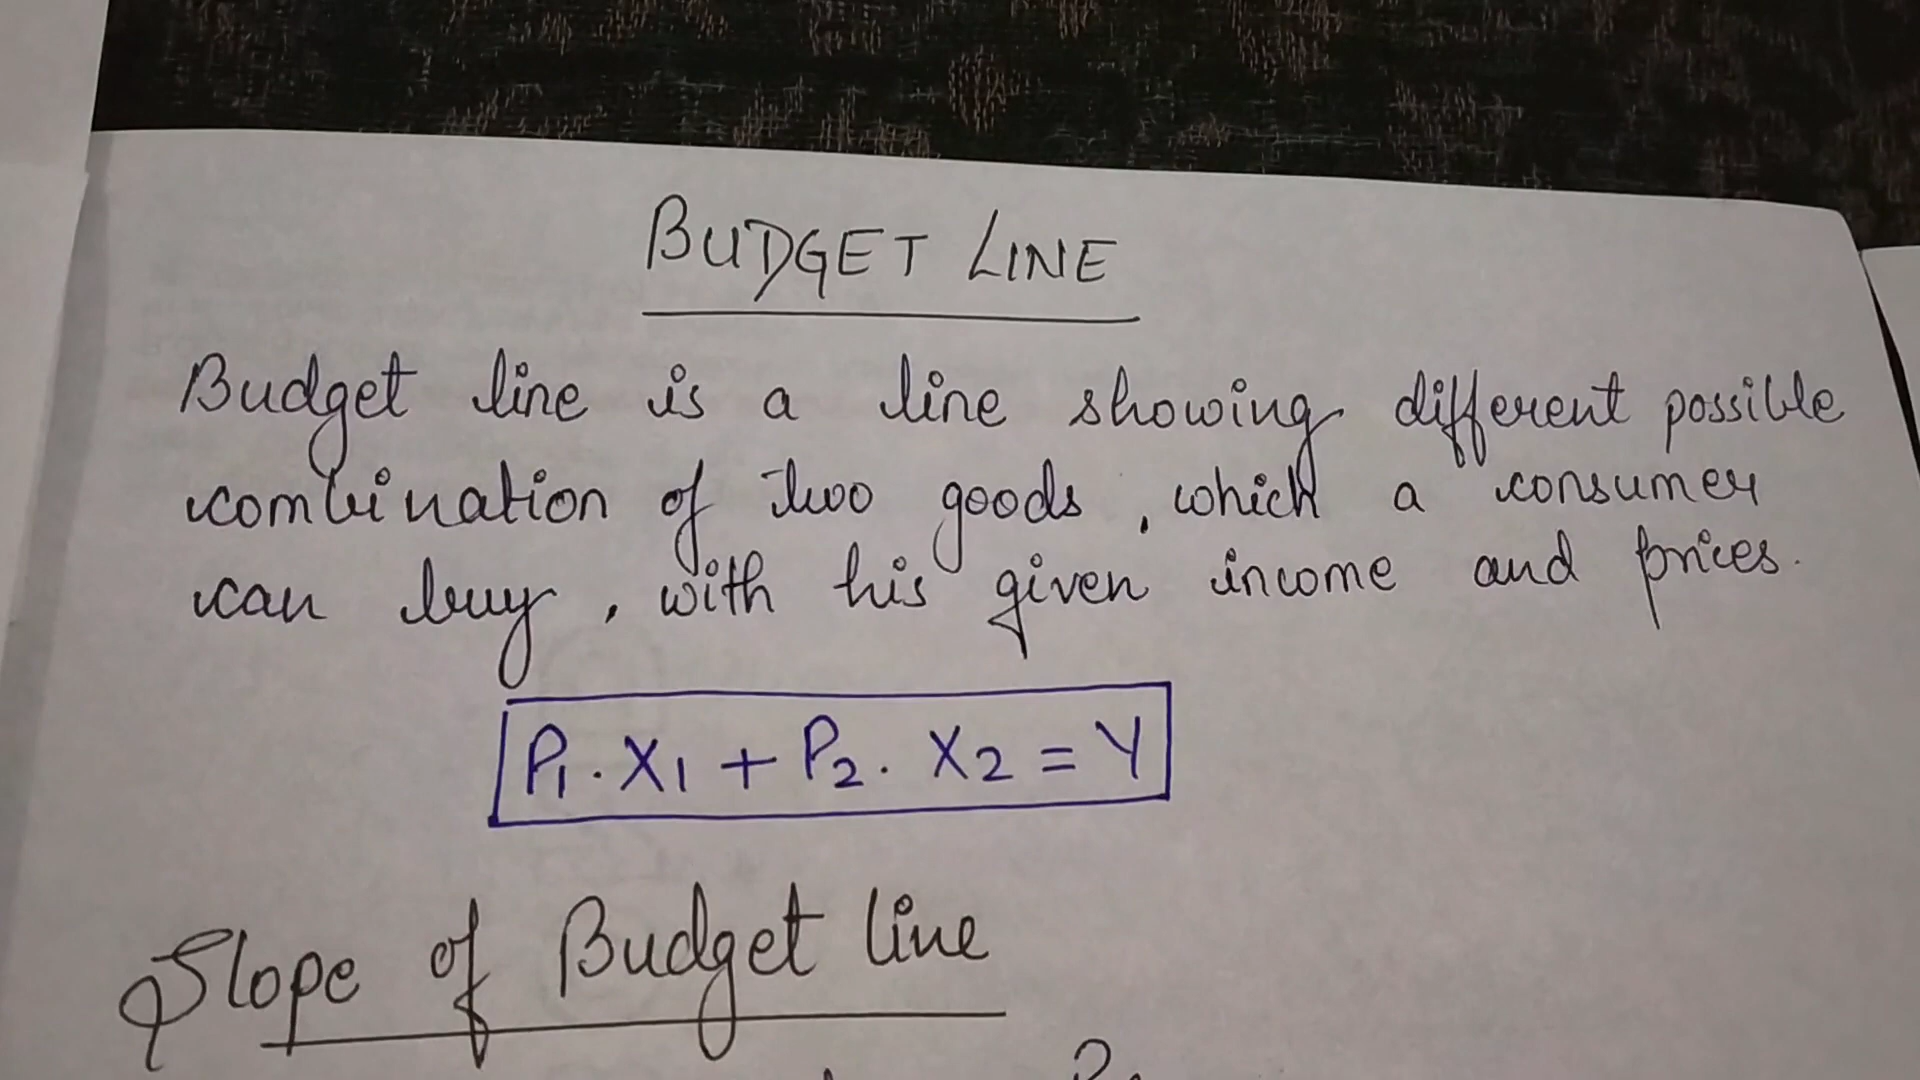 BUDGET LINE
Budget line is a line showing different possible
combination of two goods, which a consumer
can buy, with his given income and prices.
P1. X1 + P2. X2 = Y
Slope of Budget line